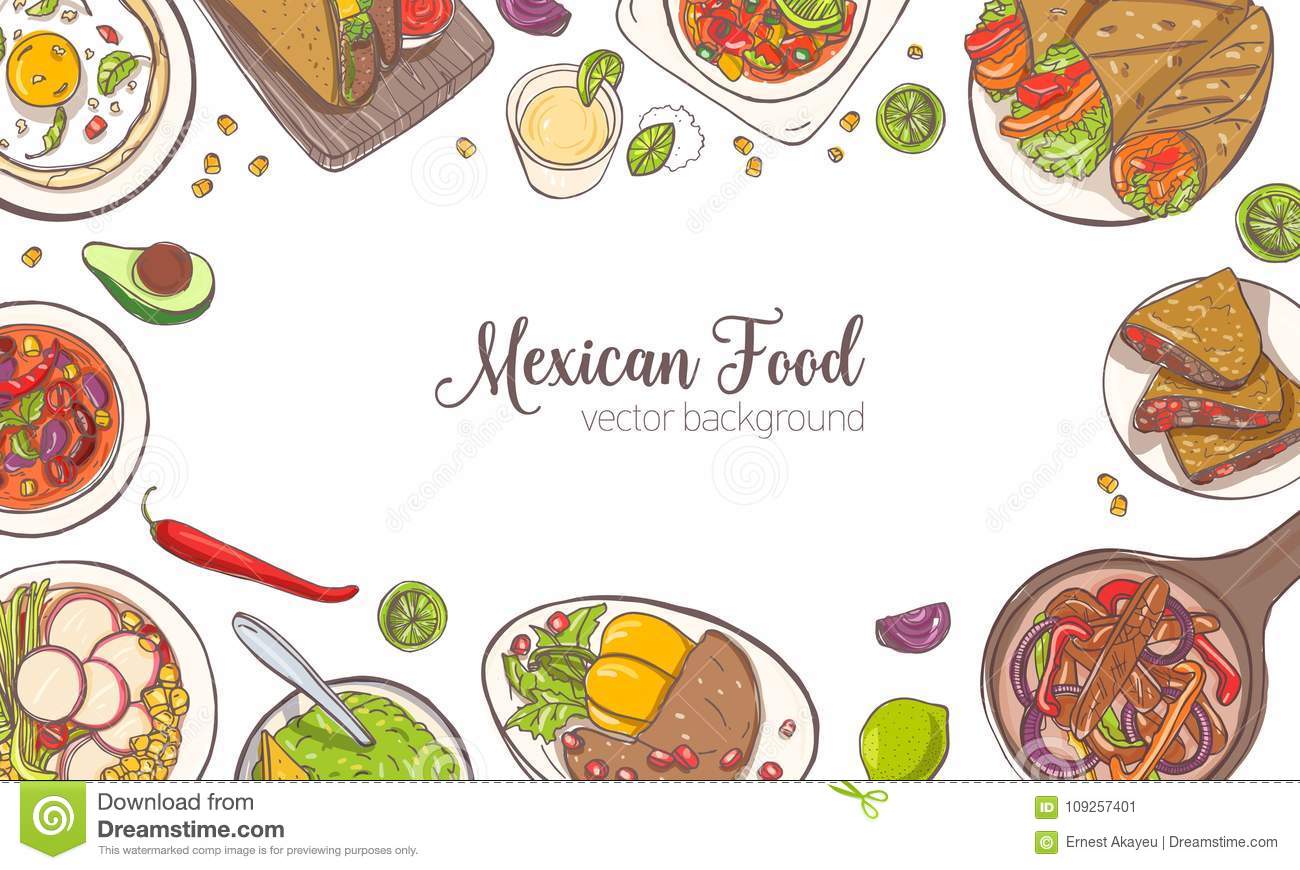 Mexican Food
vector background
Download from
Dreamstime.com
This watermarked comp image is for previewing purposes only.
ID 109257401
© Ernest Akayeu | Dreamstime.com